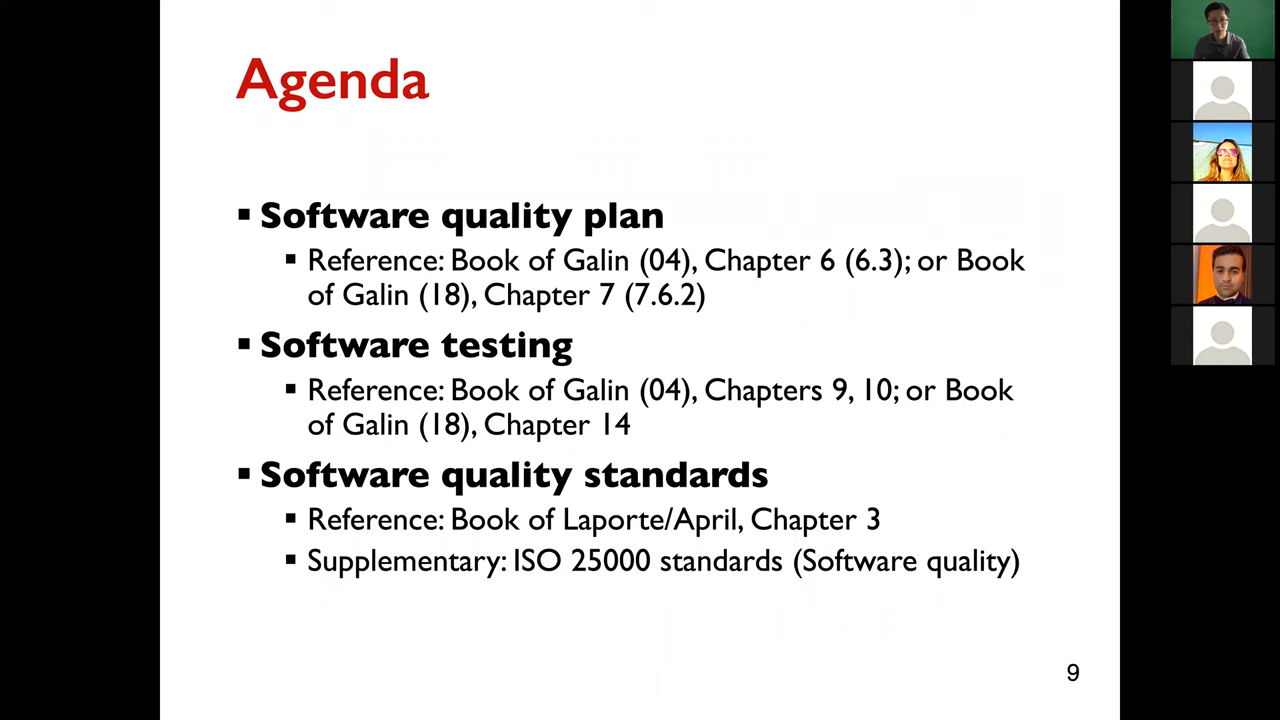 Agenda
▪ Software quality plan
▪ Reference: Book of Galin (04), Chapter 6 (6.3); or Book
of Galin (18), Chapter 7 (7.6.2)
▪ Software testing
▪ Reference: Book of Galin (04), Chapters 9, 10; or Book
of Galin (18), Chapter 14
▪ Software quality standards
▪ Reference: Book of Laporte/April, Chapter 3
▪ Supplementary: ISO 25000 standards (Software quality)
9